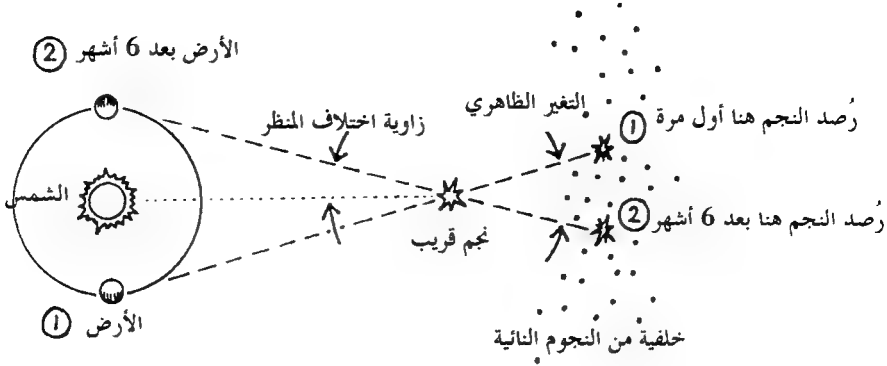 الأرض بعد 6 أشهر 2
زاوية اختلاف المنظر
التغير الظاهري
رُصد النجم هنا أول مرة 1
الشمس
نجم قريب
رُصد النجم هنا بعد 6 أشهر 2
الأرض 1
خلفية من النجوم النائية